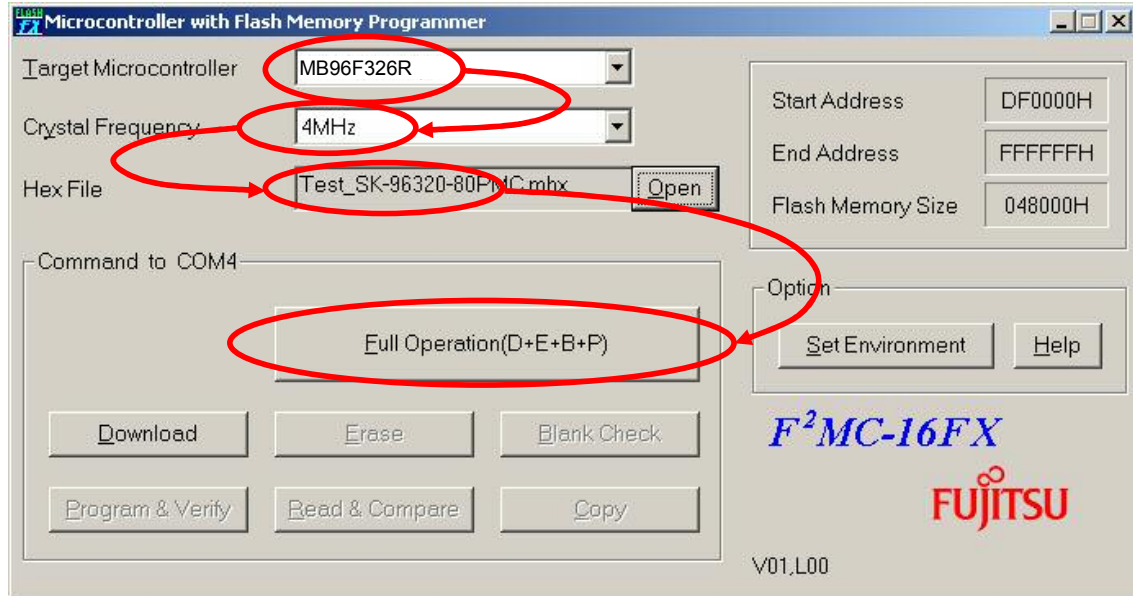 FLASH
FX
Microcontroller with Flash Memory Programmer
Target Microcontroller
MB96F326R
Crystal Frequency
4MHz
Hex File
Test_SK-96320-80PMC.mhx
Open
Start Address
DF0000H
End Address
FFFFFFH
Flash Memory Size
048000H
Command to COM4
Full Operation(D+E+B+P)
Download
Erase
Blank Check
Program & Verify
Read & Compare
Copy
Option
Set Environment
Help
F²MC-16FX
FUJITSU
V01,L00